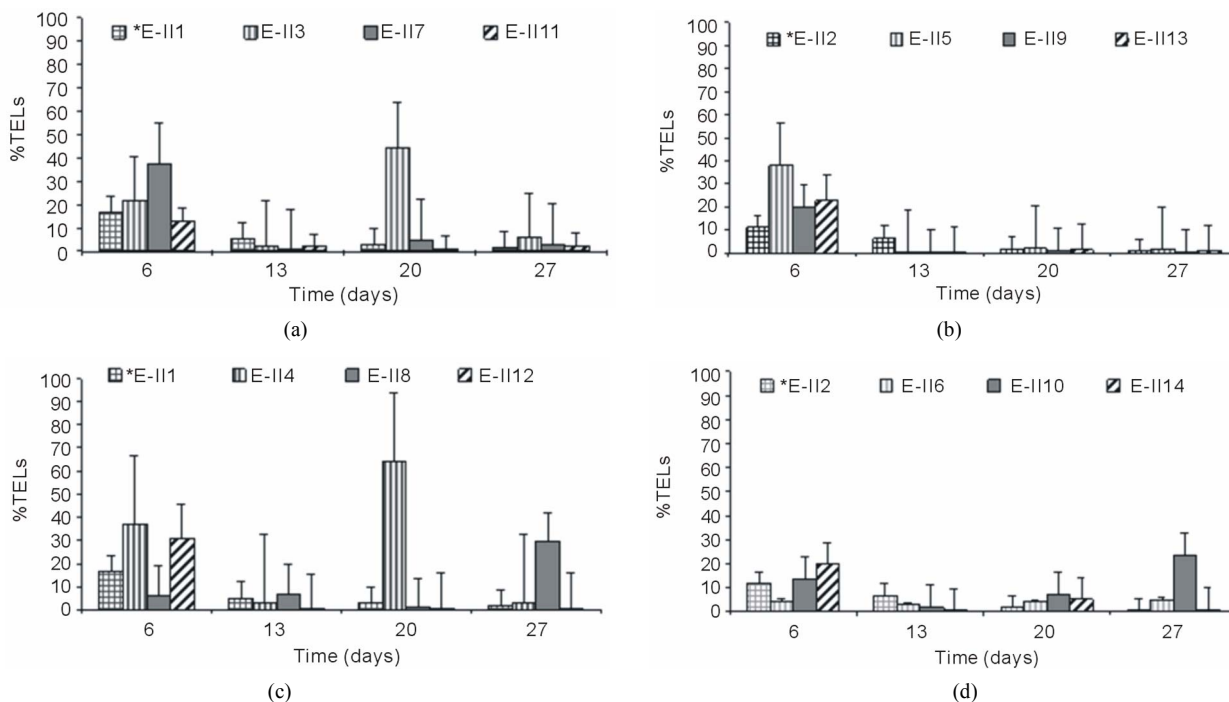 100
90
80
70
60
50
40
30
20
10
0
%TELs
*E-II1 E-II3 E-II7 E-II11
6 13 20 27
Time (days)
(a)
100
90
80
70
60
50
40
30
20
10
0
%TELs
*E-II2 E-II5 E-II9 E-II13
6 13 20 27
Time (days)
(b)
100
90
80
70
60
50
40
30
20
10
0
%TELs
*E-II1 E-II4 E-II8 E-II12
6 13 20 27
Time (days)
(c)
100
90
80
70
60
50
40
30
20
10
0
%TELs
*E-II2 E-II6 E-II10 E-II14
6 13 20 27
Time (days)
(d)